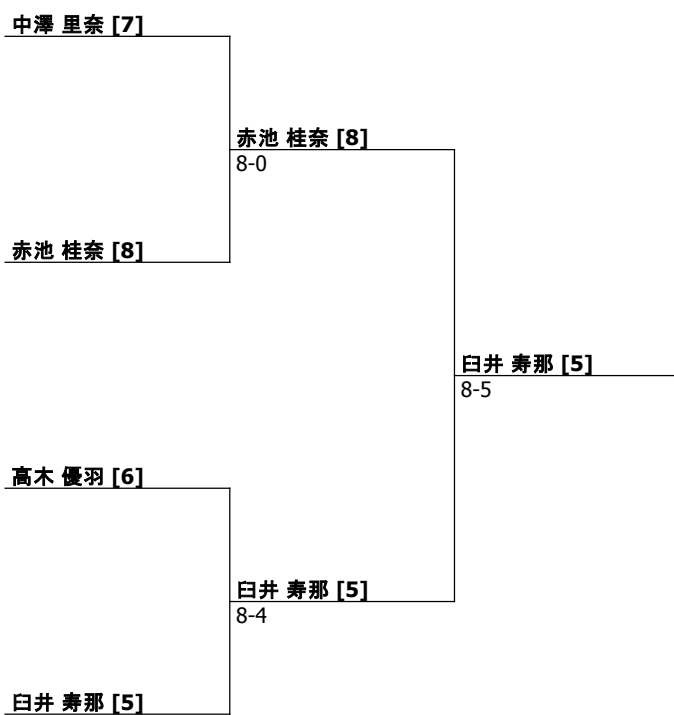 中澤 里奈 [7]
赤池 桂奈 [8]
8-0
赤池 桂奈 [8]
臼井 寿那 [5]
8-5
高木 優羽 [6]
臼井 寿那 [5]
8-4
臼井 寿那 [5]